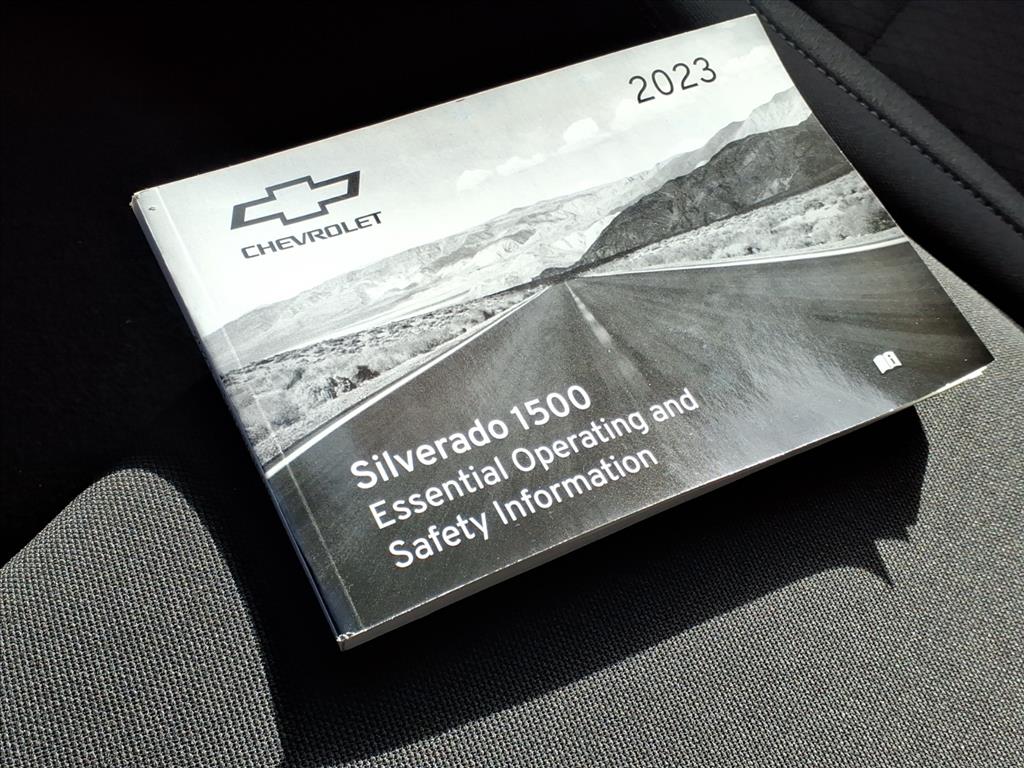 2023
CHEVROLET
Silverado 1500
Essential Operating and
Safety Information